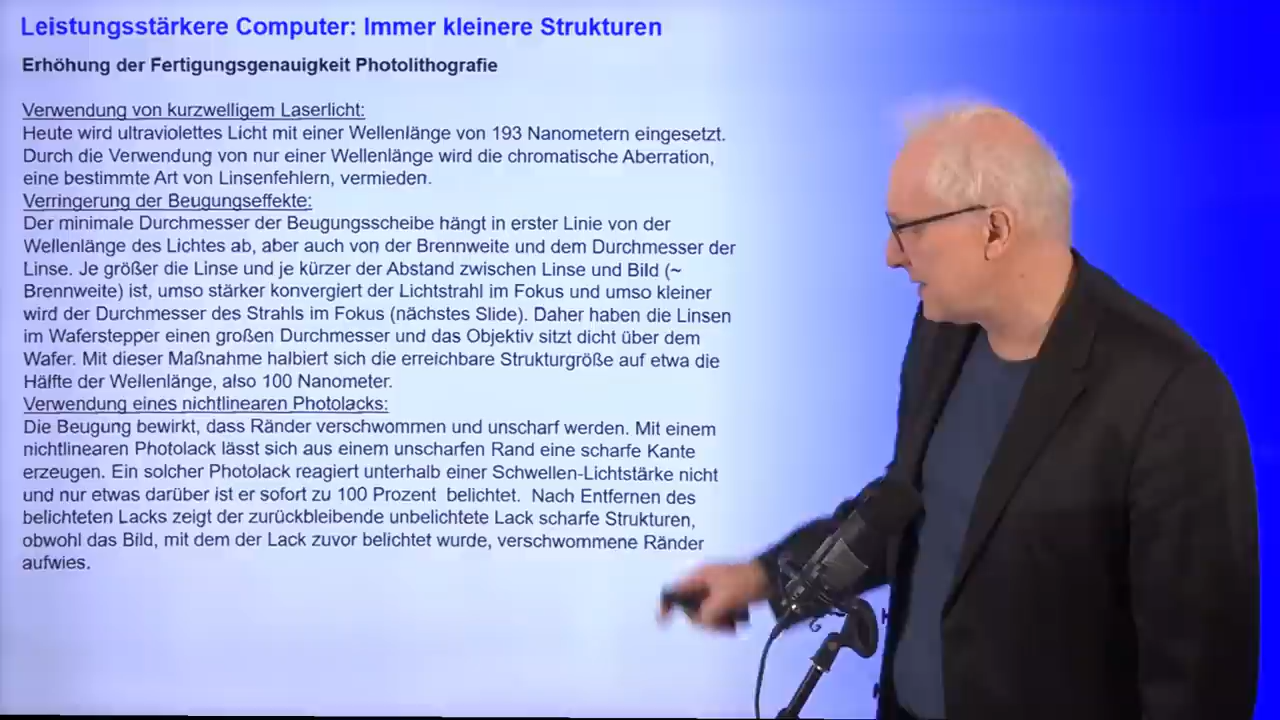 Leistungsstärkere Computer: Immer kleinere Strukturen
Erhöhung der Fertigungsgenauigkeit Photolithografie
Verwendung von kurzwelligem Laserlicht:
Heute wird ultraviolettes Licht mit einer Wellenlänge von 193 Nanometern eingesetzt.
Durch die Verwendung von nur einer Wellenlänge wird die chromatische Aberration,
eine bestimmte Art von Linsenfehlern, vermieden.
Verringerung der Beugungseffekte:
Der minimale Durchmesser der Beugungsscheibe hängt in erster Linie von der
Wellenlänge des Lichtes ab, aber auch von der Brennweite und dem Durchmesser der
Linse. Je größer die Linse und je kürzer der Abstand zwischen Linse und Bild (~
Brennweite) ist, umso stärker konvergiert der Lichtstrahl im Fokus und umso kleiner
wird der Durchmesser des Strahls im Fokus (nächstes Slide). Daher haben die Linsen
im Waferstepper einen großen Durchmesser und das Objektiv sitzt dicht über dem
Wafer. Mit dieser Maßnahme halbiert sich die erreichbare Strukturgröße auf etwa die
Hälfte der Wellenlänge, also 100 Nanometer.
Verwendung eines nichtlinearen Photolacks:
Die Beugung bewirkt, dass Ränder verschwommen und unscharf werden. Mit einem
nichtlinearen Photolack lässt sich aus einem unscharfen Rand eine scharfe Kante
erzeugen. Ein solcher Photolack reagiert unterhalb einer Schwellen-Lichtstärke nicht
und nur etwas darüber ist er sofort zu 100 Prozent belichtet. Nach Entfernen des
belichteten Lacks zeigt der zurückbleibende unbelichtete Lack scharfe Strukturen,
obwohl das Bild, mit dem der Lack zuvor belichtet wurde, verschwommene Ränder
aufwies.